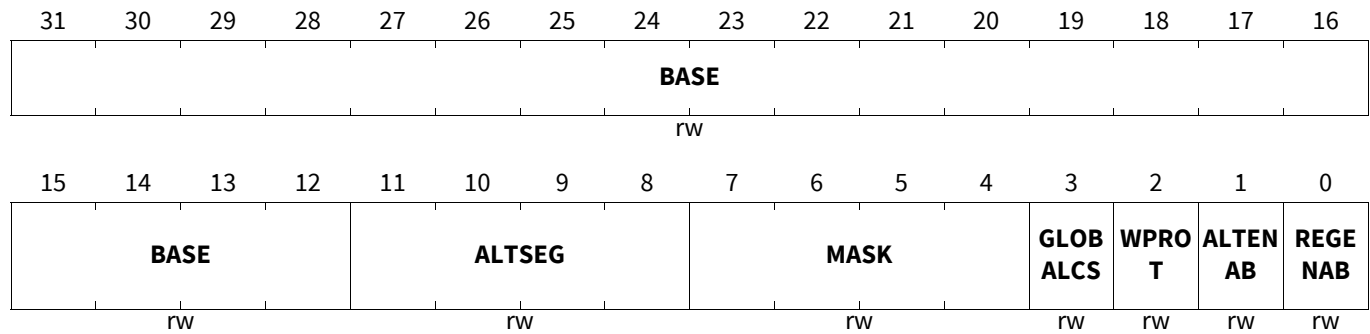 31 30 29 28 27 26 25 24 23 22 21 20 19 18 17 16
BASE
rw
15 14 13 12 11 10 9 8 7 6 5 4 3 2 1 0
BASE ALTSEG MASK GLOB WPRO ALTEN REGE
ALCS T AB NAB
rw rw rw rw rw rw rw